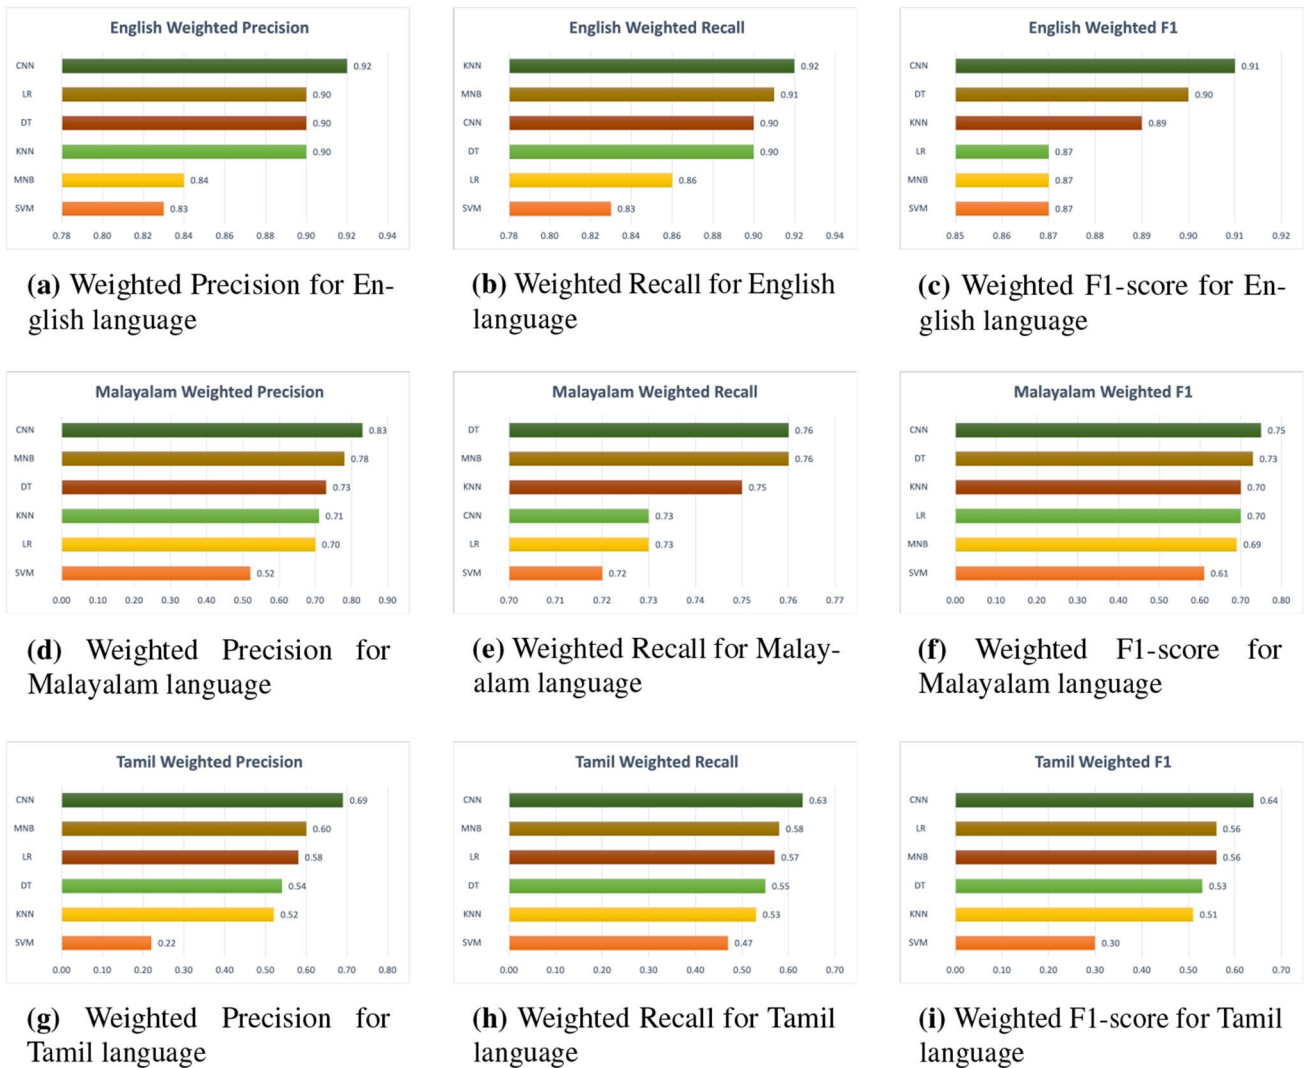 English Weighted Precision
CNN 0.92
LR 0.90
DT 0.90
KNN 0.90
MNB 0.84
SVM 0.83
0.78 0.80 0.82 0.84 0.86 0.88 0.90 0.92 0.94
(a) Weighted Precision for En-
glish language
English Weighted Recall
KNN 0.92
MNB 0.91
CNN 0.90
DT 0.90
LR 0.86
SVM 0.83
0.78 0.80 0.82 0.84 0.86 0.88 0.90 0.92 0.94
(b) Weighted Recall for English
language
English Weighted F1
CNN 0.91
DT 0.90
KNN 0.89
LR 0.87
MNB 0.87
SVM 0.87
0.85 0.86 0.87 0.88 0.89 0.90 0.91 0.92
(c) Weighted F1-score for En-
glish language
Malayalam Weighted Precision
CNN 0.83
MNB 0.78
DT 0.73
KNN 0.71
LR 0.70
SVM 0.52
0.00 0.10 0.20 0.30 0.40 0.50 0.60 0.70 0.80 0.90
(d) Weighted Precision for
Malayalam language
Malayalam Weighted Recall
DT 0.76
MNB 0.76
KNN 0.75
CNN 0.73
LR 0.73
SVM 0.72
0.70 0.71 0.72 0.73 0.74 0.75 0.76 0.77
(e) Weighted Recall for Malay-
alam language
Malayalam Weighted F1
CNN 0.75
DT 0.73
KNN 0.70
LR 0.70
MNB 0.69
SVM 0.61
0.00 0.10 0.20 0.30 0.40 0.50 0.60 0.70 0.80
(f) Weighted F1-score for
Malayalam language
Tamil Weighted Precision
CNN 0.69
MNB 0.60
LR 0.58
DT 0.54
KNN 0.52
SVM 0.22
0.00 0.10 0.20 0.30 0.40 0.50 0.60 0.70 0.80
(g) Weighted Precision for
Tamil language
Tamil Weighted Recall
CNN 0.63
MNB 0.58
LR 0.57
DT 0.55
KNN 0.53
SVM 0.47
0.00 0.10 0.20 0.30 0.40 0.50 0.60 0.70
(h) Weighted Recall for Tamil
language
Tamil Weighted F1
CNN 0.64
LR 0.56
MNB 0.56
DT 0.53
KNN 0.51
SVM 0.30
0.00 0.10 0.20 0.30 0.40 0.50 0.60 0.70
(i) Weighted F1-score for Tamil
language